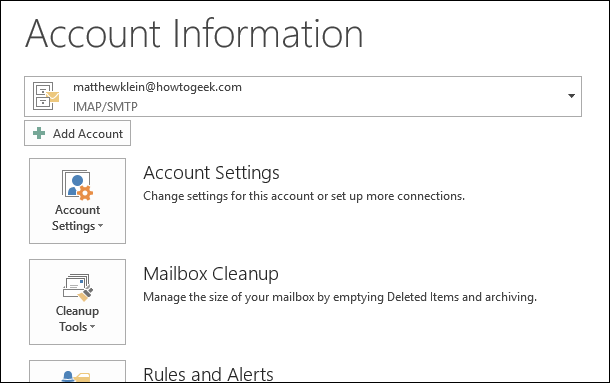 Account Information
matthewklein@howtogeek.com
IMAP/SMTP
Add Account
Account Settings
Account Settings
Change settings for this account or set up more connections.
Cleanup Tools
Mailbox Cleanup
Manage the size of your mailbox by emptying Deleted Items and archiving.
Rules and Alerts